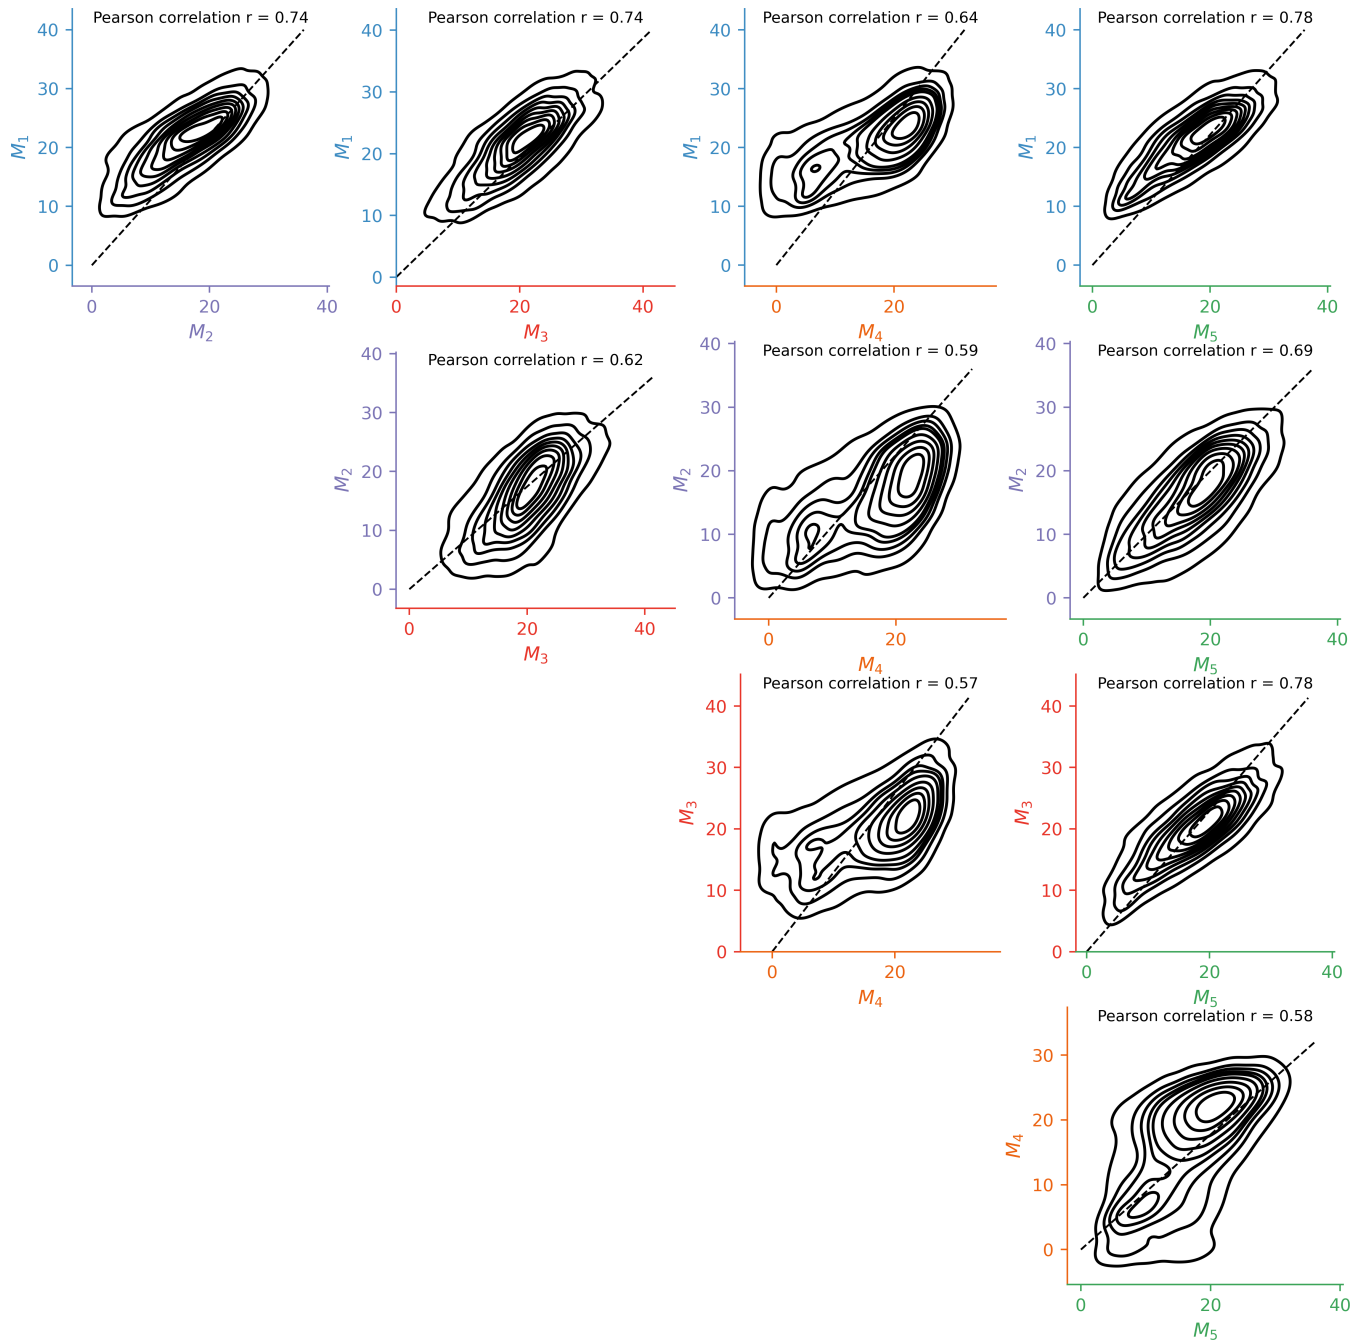 Pearson correlation r = 0.74
Pearson correlation r = 0.74
Pearson correlation r = 0.64
Pearson correlation r = 0.78
40
30
20
10
0
M₁
0 20 40
M₂
40
30
20
10
0
M₁
0 20 40
M₃
40
30
20
10
0
M₁
0 20
M₄
40
30
20
10
0
M₁
0 20 40
M₅
Pearson correlation r = 0.62
Pearson correlation r = 0.59
Pearson correlation r = 0.69
40
30
20
10
0
M₂
0 20 40
M₃
40
30
20
10
0
M₂
0 20
M₄
40
30
20
10
0
M₂
0 20 40
M₅
Pearson correlation r = 0.57
Pearson correlation r = 0.78
40
30
20
10
0
M₃
0 20
M₄
40
30
20
10
0
M₃
0 20 40
M₅
Pearson correlation r = 0.58
30
20
10
0
M₄
0 20 40
M₅